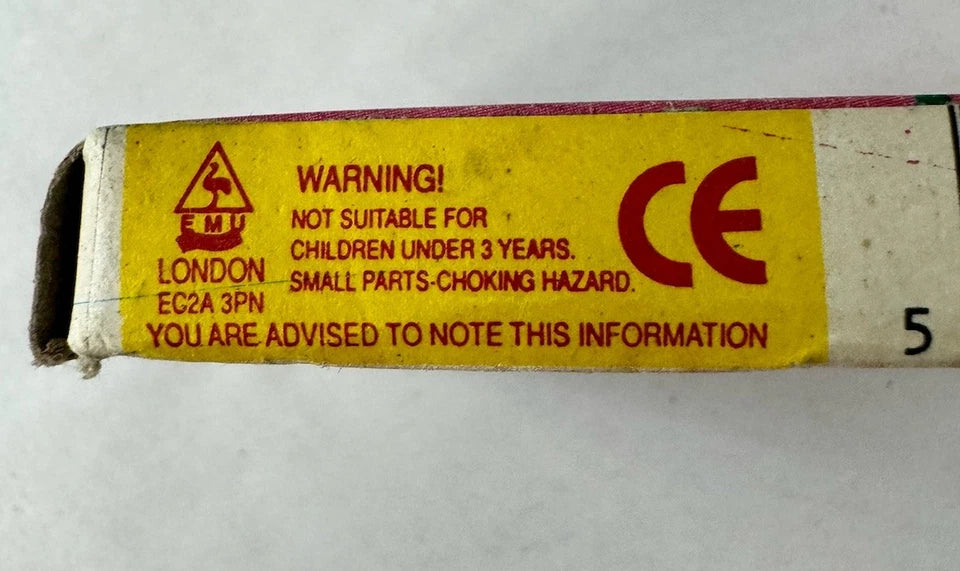 EMU
LONDON
EC2A 3PN
WARNING!
NOT SUITABLE FOR
CHILDREN UNDER 3 YEARS.
SMALL PARTS-CHOKING HAZARD.
CE
YOU ARE ADVISED TO NOTE THIS INFORMATION
5